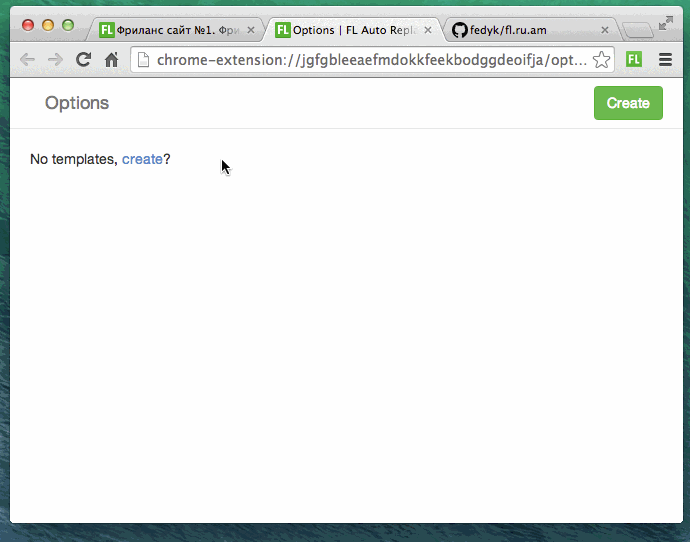 FL Фриланс сайт №1. Фри
FL Options | FL Auto Repl
fedyk/fl.ru.am
chrome-extension://jgfgbleeaefmdokkfeekbodggdeoifja/opt...
FL
Options
Create
No templates, create?